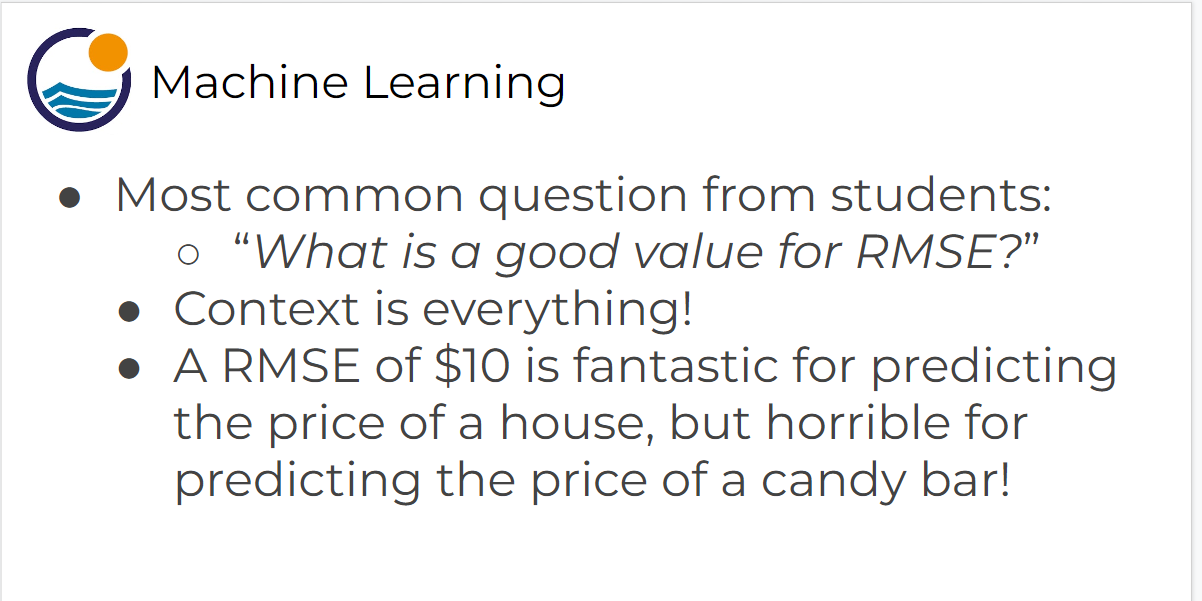 Machine Learning
● Most common question from students:
○ “What is a good value for RMSE?”
● Context is everything!
● A RMSE of $10 is fantastic for predicting
the price of a house, but horrible for
predicting the price of a candy bar!